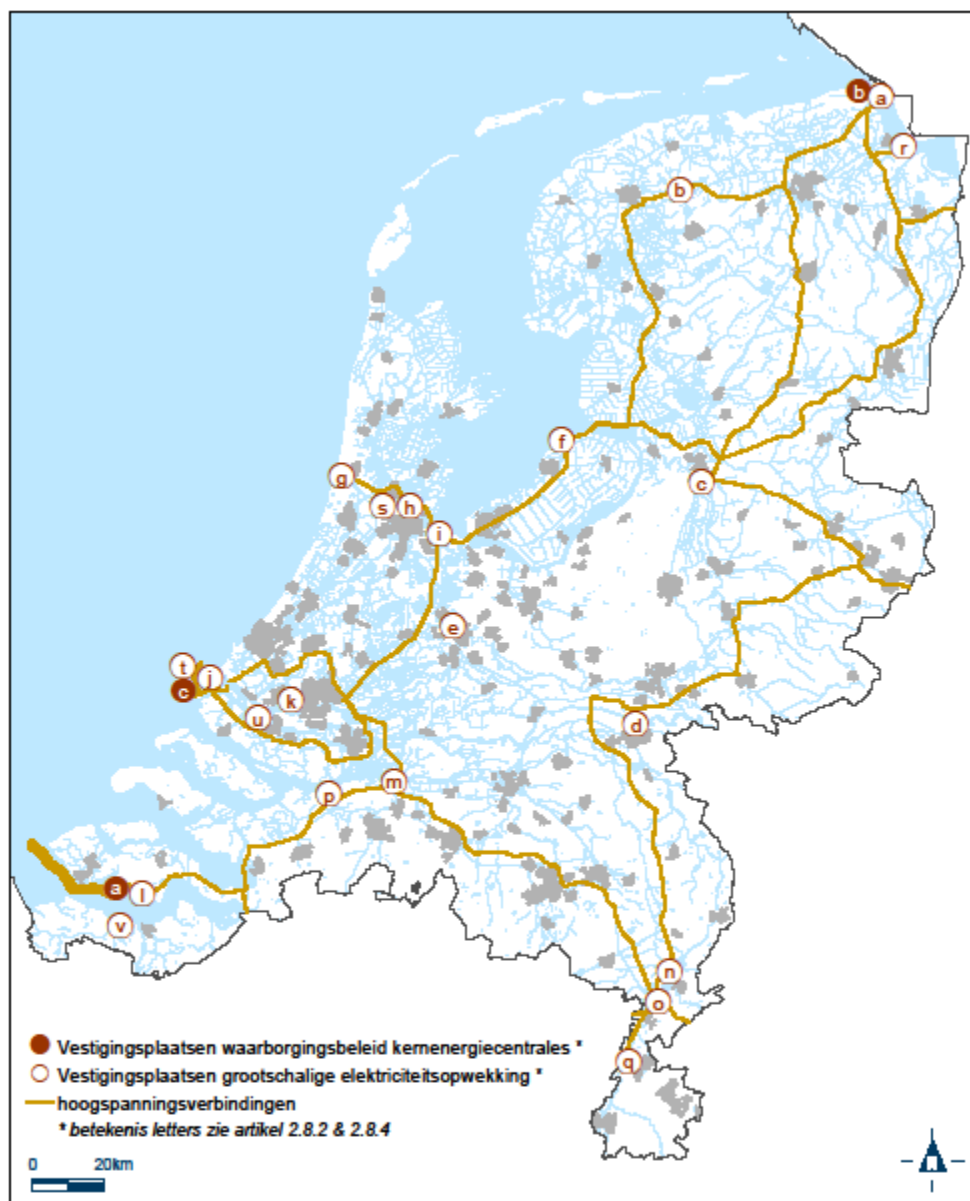 b a
r
b
f
c
g
s h
i
e
t
j
c
k
u
d
m
p
a l
v
n
o
q
Vestigingsplaatsen waarborgingsbeleid kernenergiecentrales *
Vestigingsplaatsen grootschalige elektriciteitsopwekking *
hoogspanningsverbindingen
* betekenis letters zie artikel 2.8.2 & 2.8.4
0 20km